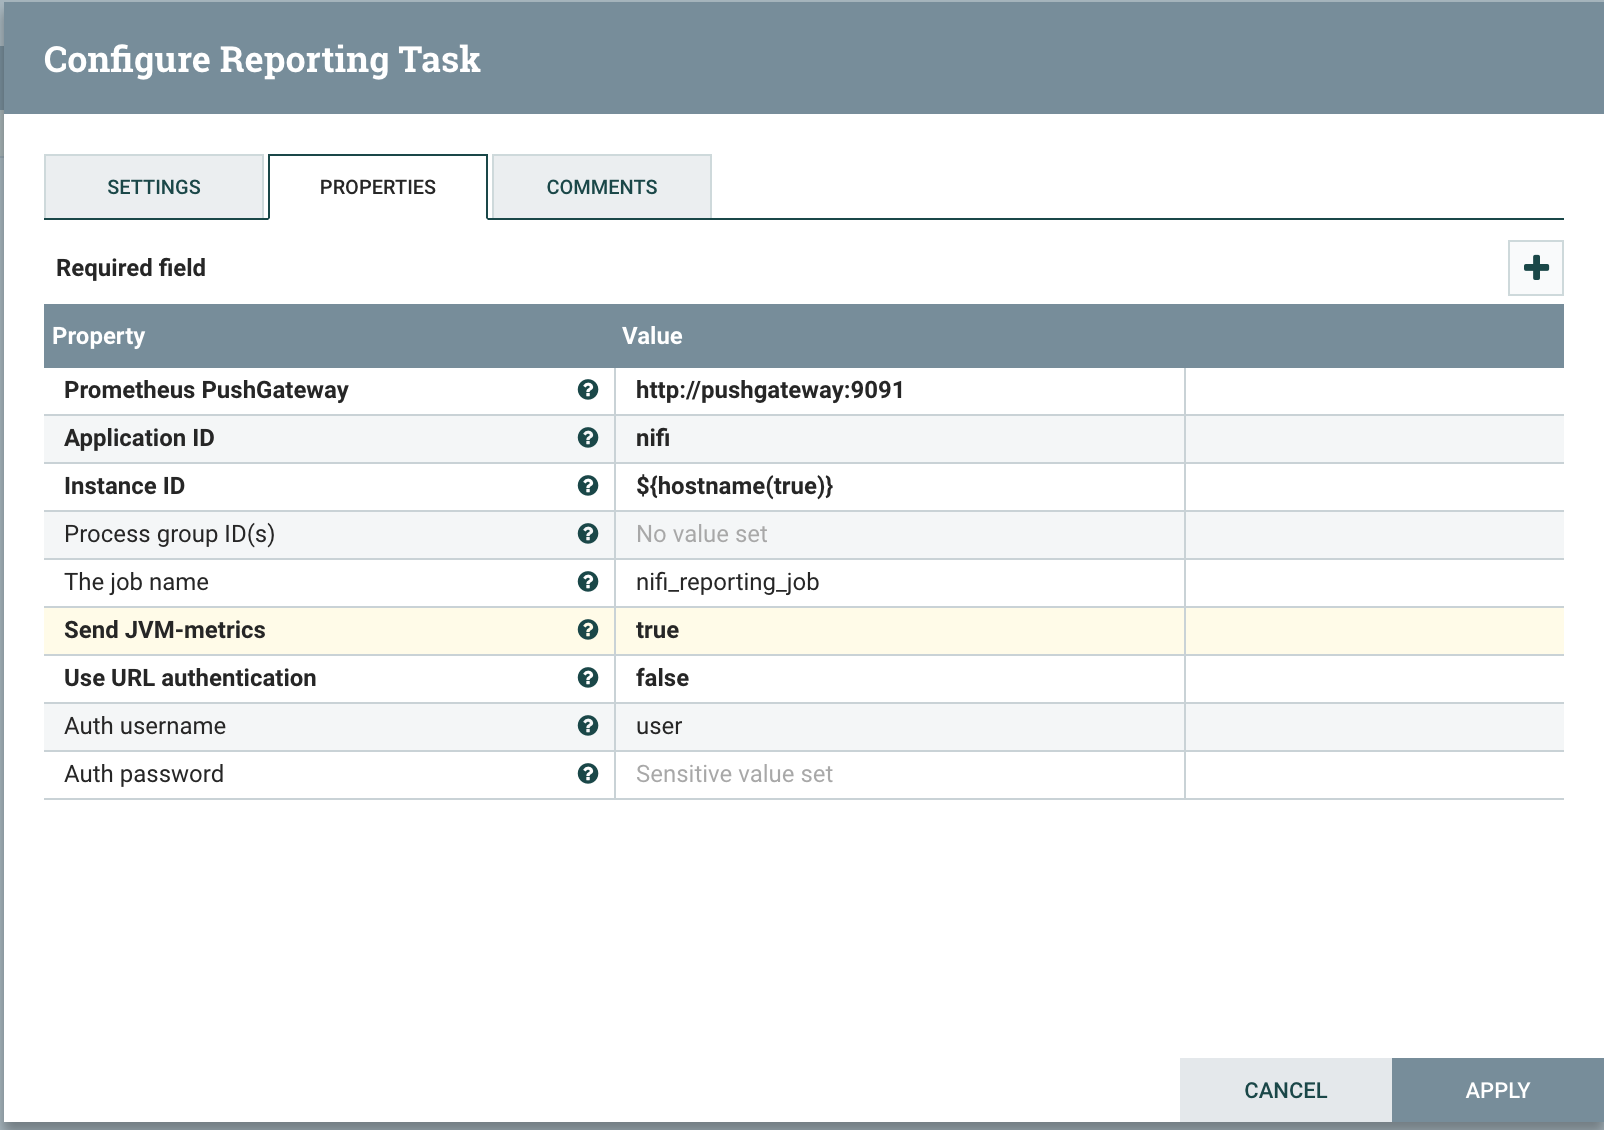 Configure Reporting Task
SETTINGS PROPERTIES COMMENTS
Required field
Property Value
Prometheus PushGateway http://pushgateway:9091
Application ID nifi
Instance ID ${hostname(true)}
Process group ID(s) No value set
The job name nifi_reporting_job
Send JVM-metrics true
Use URL authentication false
Auth username user
Auth password Sensitive value set
CANCEL APPLY